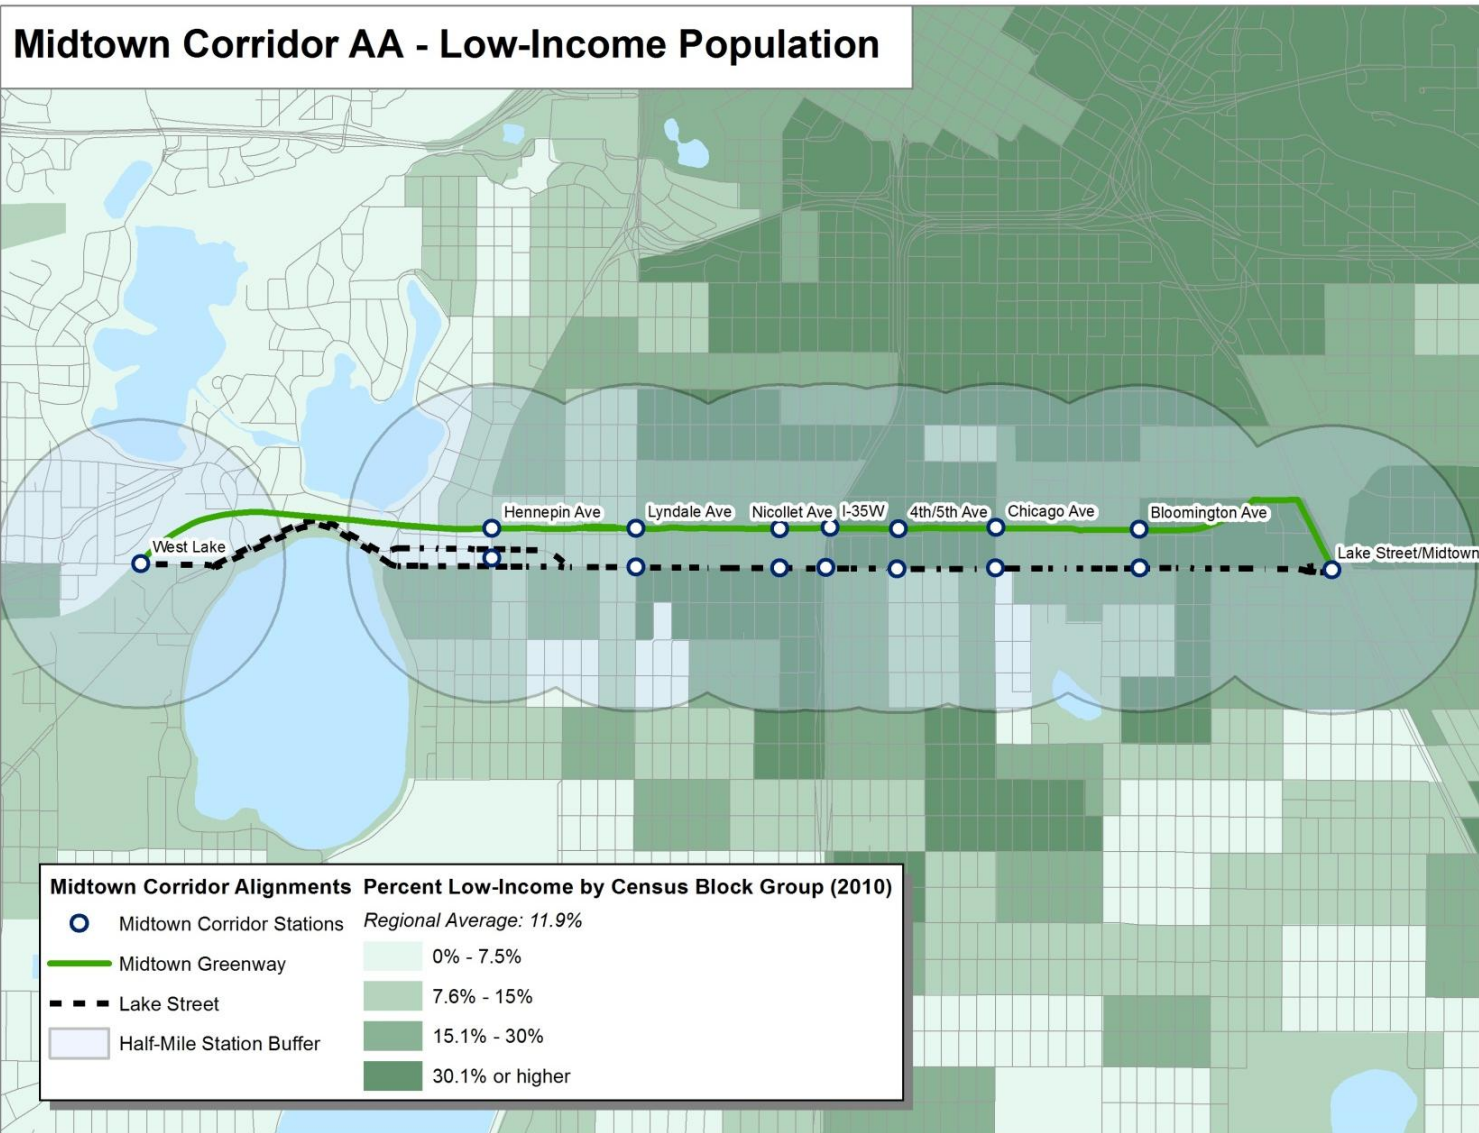 Midtown Corridor AA - Low-Income Population
Hennepin Ave
Lyndale Ave
Nicollet Ave
I-35W
4th/5th Ave
Chicago Ave
Bloomington Ave
West Lake
Lake Street/Midtown
Midtown Corridor Alignments
Midtown Corridor Stations
Midtown Greenway
Lake Street
Half-Mile Station Buffer
Percent Low-Income by Census Block Group (2010)
Regional Average: 11.9%
0% - 7.5%
7.6% - 15%
15.1% - 30%
30.1% or higher